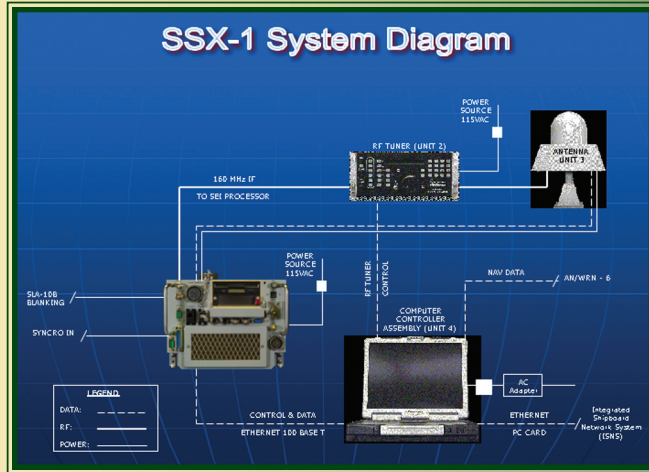 SSX-1 System Diagram
POWER
SOURCE
115VAC
RF TUNER (UNIT 2)
ANTENNA
UNIT 3
160 MHz IF
TO SEI PROCESSOR
POWER
SOURCE
115VAC
RF TUNER
CONTROL
NAV DATA
AN/WRN - 6
SLA-10B
BLANKING
SYNCRO IN
COMPUTER
CONTROLLER
ASSEMBLY (UNIT 4)
AC
Adapter
LEGEND
DATA:
RF:
POWER:
CONTROL & DATA
ETHERNET 100 BASE T
ETHERNET
PC CARD
Integrated
Shipboard
Network System
(ISNS)